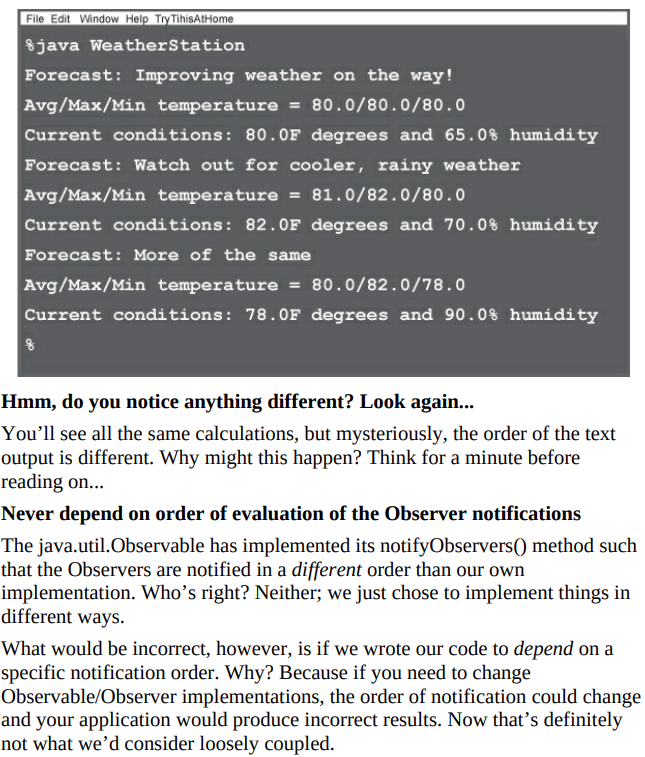 File Edit Window Help TryTihisAtHome
%java WeatherStation
Forecast: Improving weather on the way!
Avg/Max/Min temperature = 80.0/80.0/80.0
Current conditions: 80.0F degrees and 65.0% humidity
Forecast: Watch out for cooler, rainy weather
Avg/Max/Min temperature = 81.0/82.0/80.0
Current conditions: 82.0F degrees and 70.0% humidity
Forecast: More of the same
Avg/Max/Min temperature = 80.0/82.0/78.0
Current conditions: 78.0F degrees and 90.0% humidity
%
Hmm, do you notice anything different? Look again...
You’ll see all the same calculations, but mysteriously, the order of the text
output is different. Why might this happen? Think for a minute before
reading on...
Never depend on order of evaluation of the Observer notifications
The java.util.Observable has implemented its notifyObservers() method such
that the Observers are notified in a different order than our own
implementation. Who’s right? Neither; we just chose to implement things in
different ways.
What would be incorrect, however, is if we wrote our code to depend on a
specific notification order. Why? Because if you need to change
Observable/Observer implementations, the order of notification could change
and your application would produce incorrect results. Now that’s definitely
not what we’d consider loosely coupled.